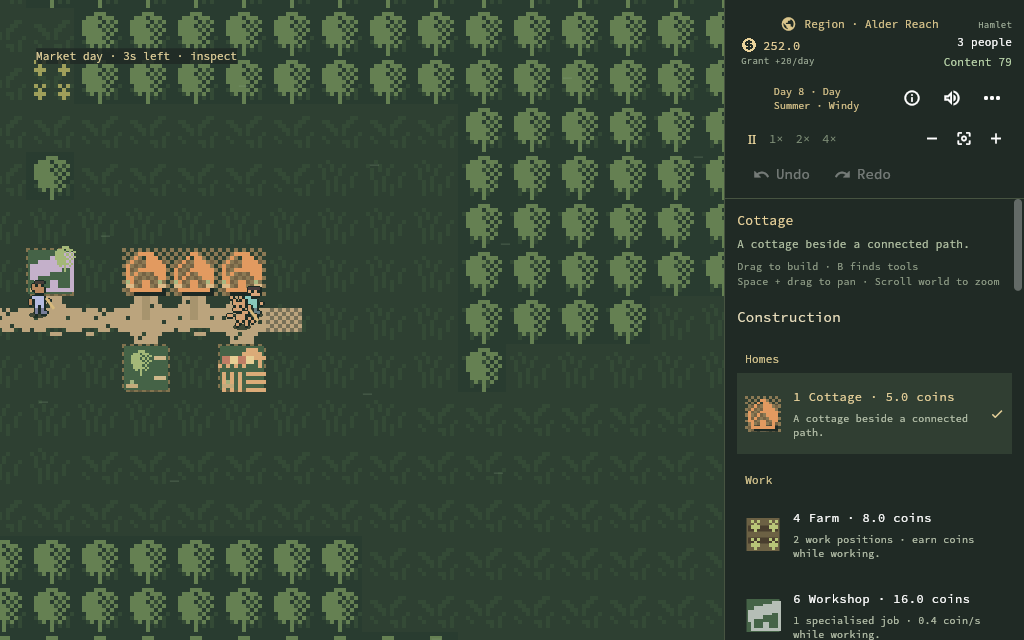 Market day · 3s left · inspect
Region · Alder Reach
Hamlet
252.0
3 people
Grant +20/day
Content 79
Day 8 · Day
Summer · Windy
II 1× 2× 4×
Undo Redo
Cottage
A cottage beside a connected path.
Drag to build · B finds tools
Space + drag to pan · Scroll world to zoom
Construction
Homes
1 Cottage · 5.0 coins
A cottage beside a connected
path.
Work
4 Farm · 8.0 coins
2 work positions · earn coins
while working.
6 Workshop · 16.0 coins
1 specialised job · 0.4 coin/s
while working.